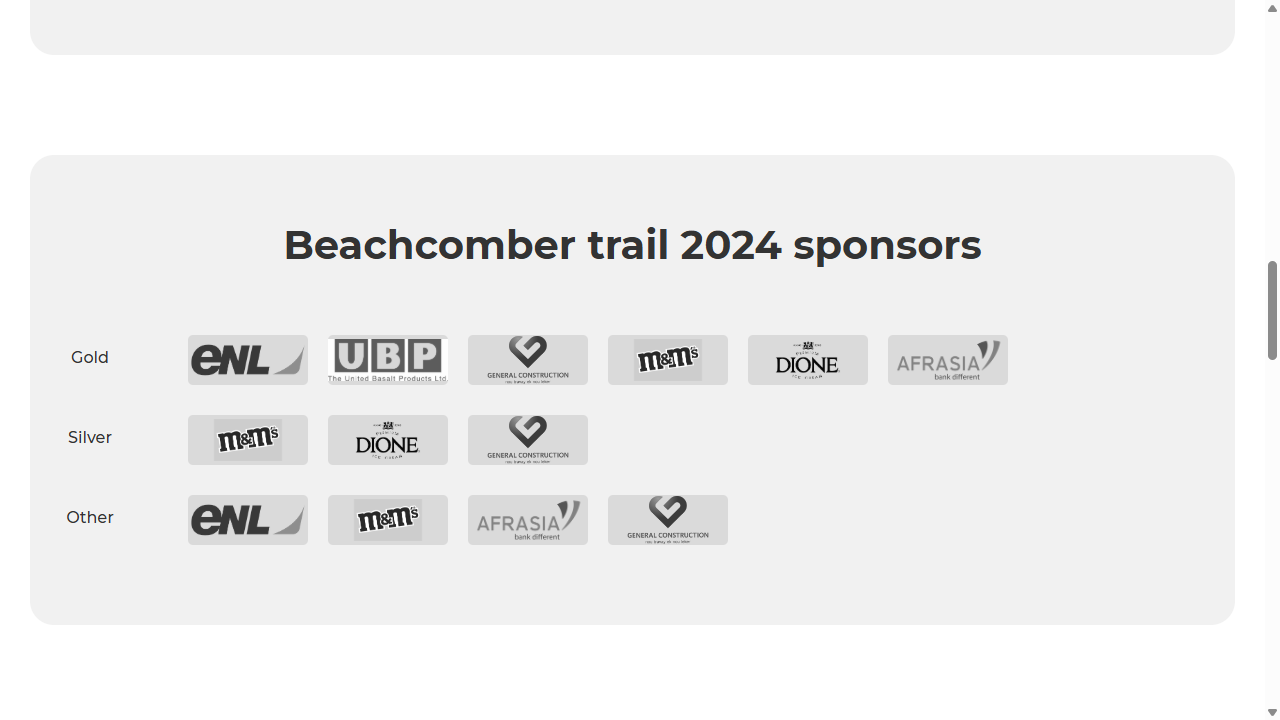 Beachcomber trail 2024 sponsors
Gold
eNL
UBP
The United Basalt Products Ltd.
GENERAL CONSTRUCTION
m&m's
DIONE
AFRASIA
bank different
Silver
m&m's
DIONE
GENERAL CONSTRUCTION
Other
eNL
m&m's
AFRASIA
bank different
GENERAL CONSTRUCTION